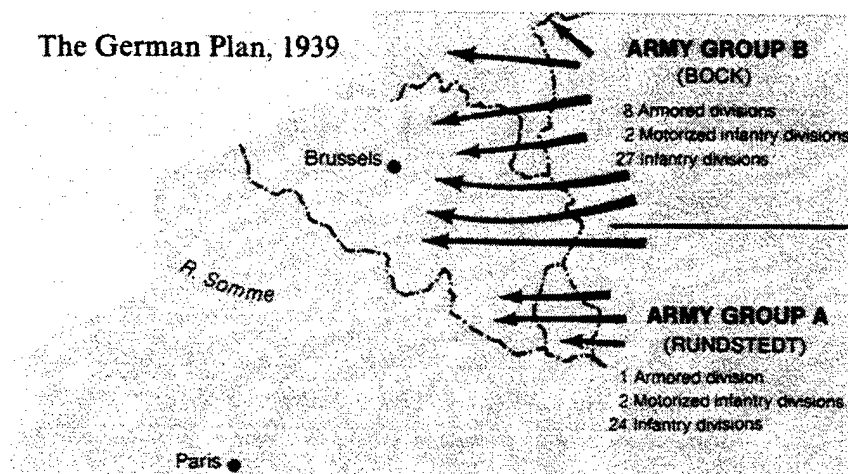 The German Plan, 1939
ARMY GROUP B
(BOCK)
8 Armored divisions
2 Motorized infantry divisions
27 Infantry divisions
Brussels
R. Somme
ARMY GROUP A
(RUNDSTEDT)
1 Armored division
2 Motorized infantry divisions
24 Infantry divisions
Paris